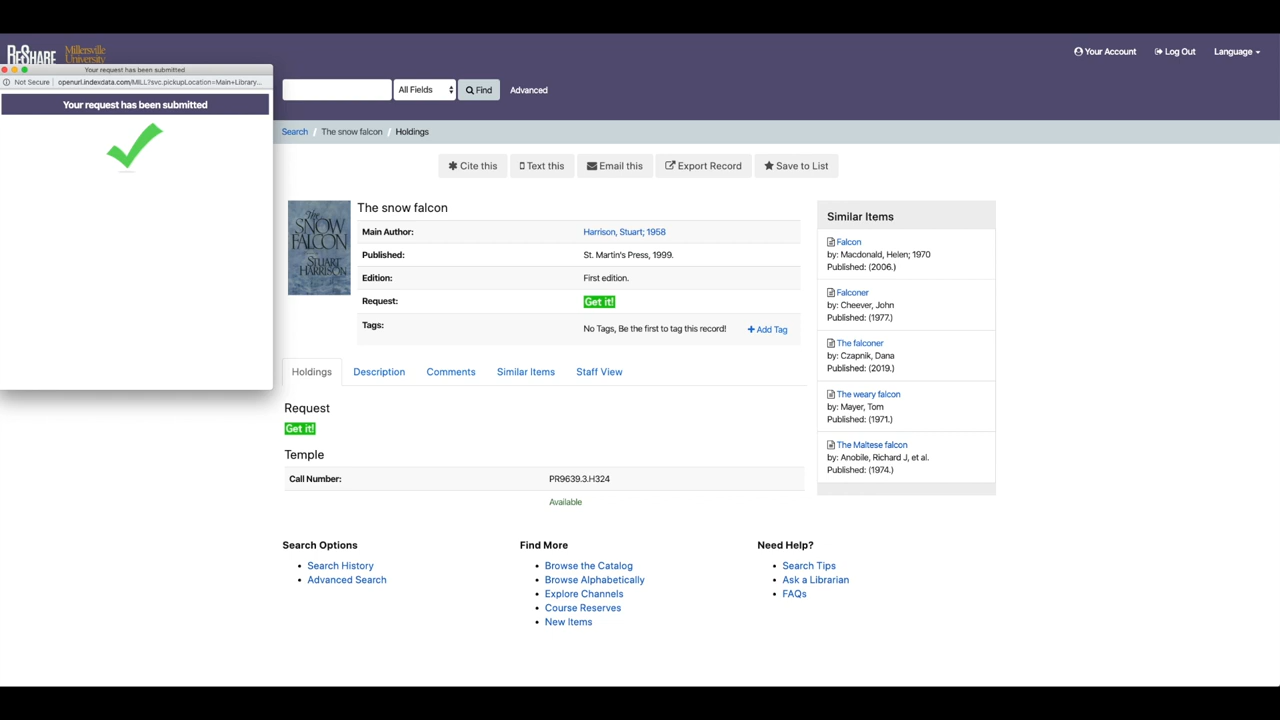 RESHARE Millersville University
Your Account Log Out Language
Your request has been submitted
Not Secure openurl.indexdata.com/MILL?svc.pickupLocation=Main+Library...
Your request has been submitted
All Fields Find Advanced
Search / The snow falcon / Holdings
Cite this Text this Email this Export Record Save to List
The SNOW FALCON STUART HARRISON
The snow falcon
Main Author: Harrison, Stuart; 1958
Published: St. Martin's Press, 1999.
Edition: First edition.
Request: Get it!
Tags: No Tags, Be the first to tag this record! Add Tag
Similar Items
Falcon
by: Macdonald, Helen; 1970
Published: (2006.)
Falconer
by: Cheever, John
Published: (1977.)
The falconer
by: Czapnik, Dana
Published: (2019.)
The weary falcon
by: Mayer, Tom
Published: (1971.)
The Maltese falcon
by: Anobile, Richard J, et al.
Published: (1974.)
Holdings Description Comments Similar Items Staff View
Request
Get it!
Temple
Call Number: PR9639.3.H324
Available
Search Options
• Search History
• Advanced Search
Find More
• Browse the Catalog
• Browse Alphabetically
• Explore Channels
• Course Reserves
• New Items
Need Help?
• Search Tips
• Ask a Librarian
• FAQs